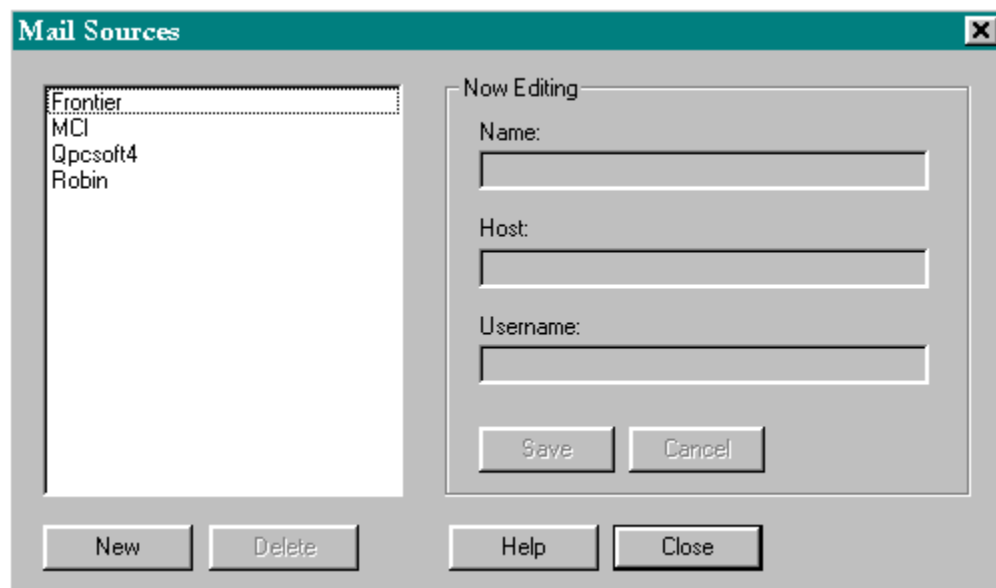 Mail Sources
Frontier
MCI
Qpcsoft4
Robin
Now Editing
Name:
Host:
Username:
Save Cancel
New Delete Help Close